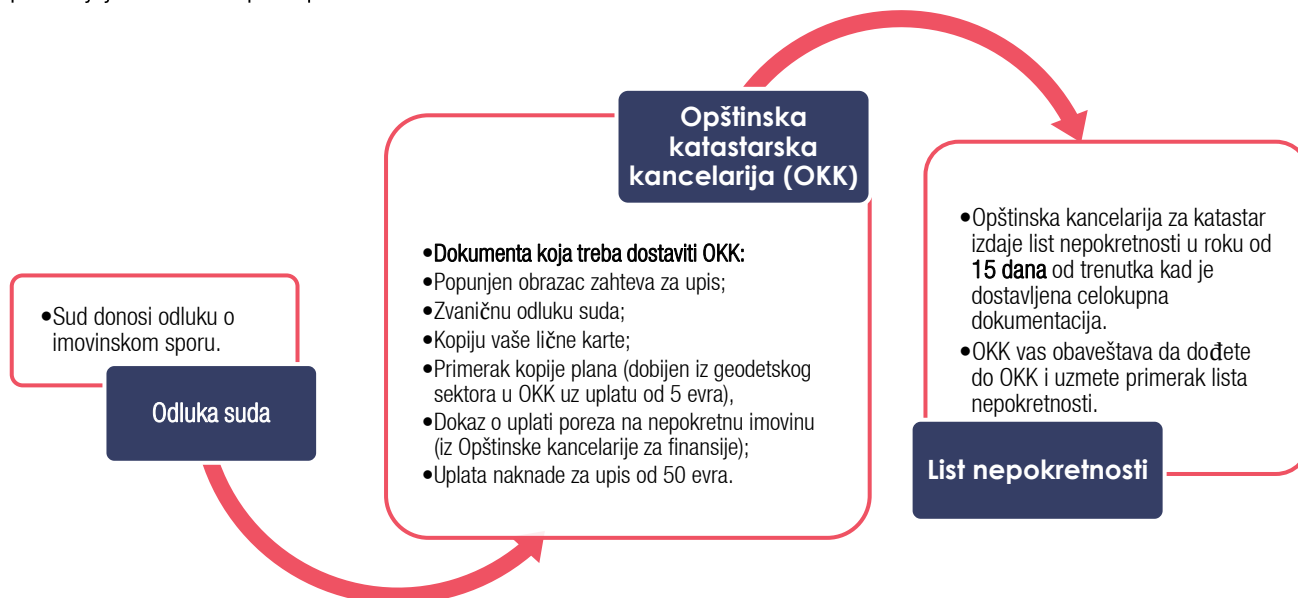 •Sud donosi odluku o
imovinskom sporu.
Odluka suda
Opštinska
katastarska
kancelarija (OKK)
•Dokumenta koja treba dostaviti OKK:
•Popunjen obrazac zahteva za upis;
•Zvaničnu odluku suda;
•Kopiju vaše lične karte;
•Primerak kopije plana (dobijen iz geodetskog
sektora u OKK uz uplatu od 5 evra),
•Dokaz o uplati poreza na nepokretnu imovinu
(iz Opštinske kancelarije za finansije);
•Uplata naknade za upis od 50 evra.
•Opštinska kancelarija za katastar
izdaje list nepokretnosti u roku od
15 dana od trenutka kad je
dostavljena celokupna
dokumentacija.
•OKK vas obaveštava da dođete
do OKK i uzmete primerak lista
nepokretnosti.
List nepokretnosti